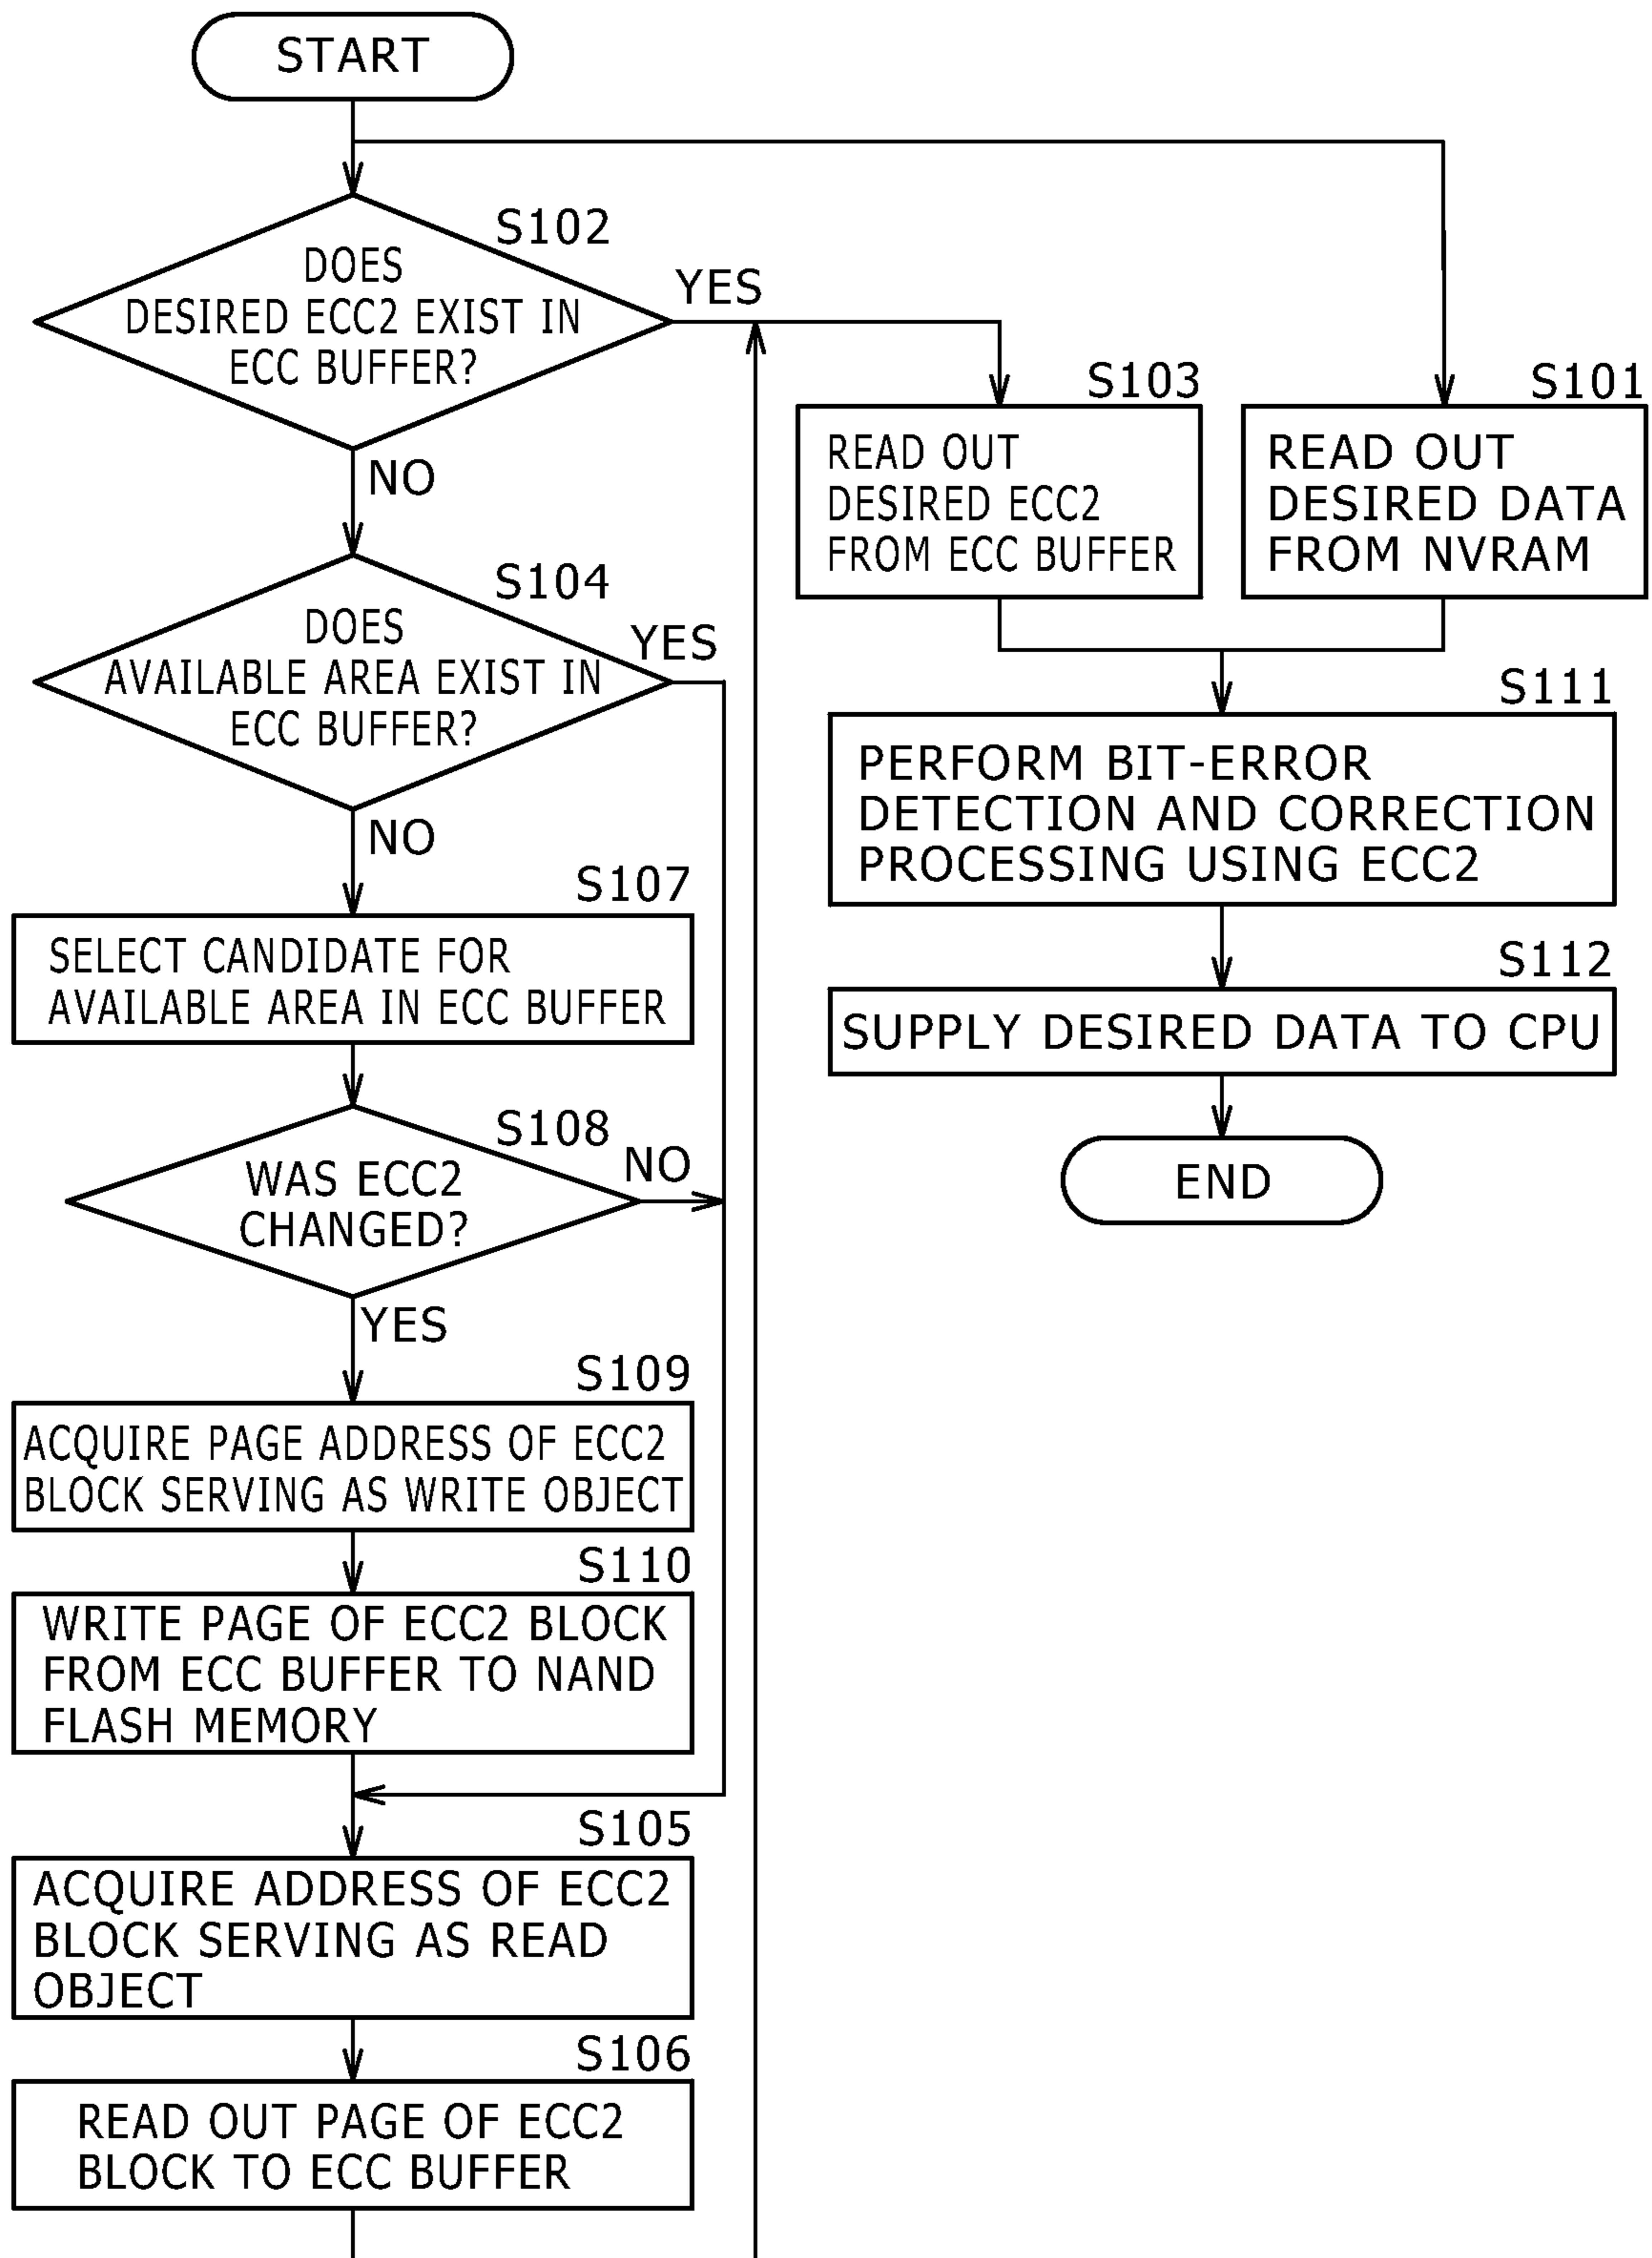 START
S102
DOES
DESIRED ECC2 EXIST IN
ECC BUFFER?
YES
NO
S103
READ OUT
DESIRED ECC2
FROM ECC BUFFER
S101
READ OUT
DESIRED DATA
FROM NVRAM
S104
DOES
AVAILABLE AREA EXIST IN
ECC BUFFER?
YES
NO
S111
PERFORM BIT-ERROR
DETECTION AND CORRECTION
PROCESSING USING ECC2
S107
SELECT CANDIDATE FOR
AVAILABLE AREA IN ECC BUFFER
S112
SUPPLY DESIRED DATA TO CPU
S108
WAS ECC2
CHANGED?
NO
YES
END
S109
ACQUIRE PAGE ADDRESS OF ECC2
BLOCK SERVING AS WRITE OBJECT
S110
WRITE PAGE OF ECC2 BLOCK
FROM ECC BUFFER TO NAND
FLASH MEMORY
S105
ACQUIRE ADDRESS OF ECC2
BLOCK SERVING AS READ
OBJECT
S106
READ OUT PAGE OF ECC2
BLOCK TO ECC BUFFER